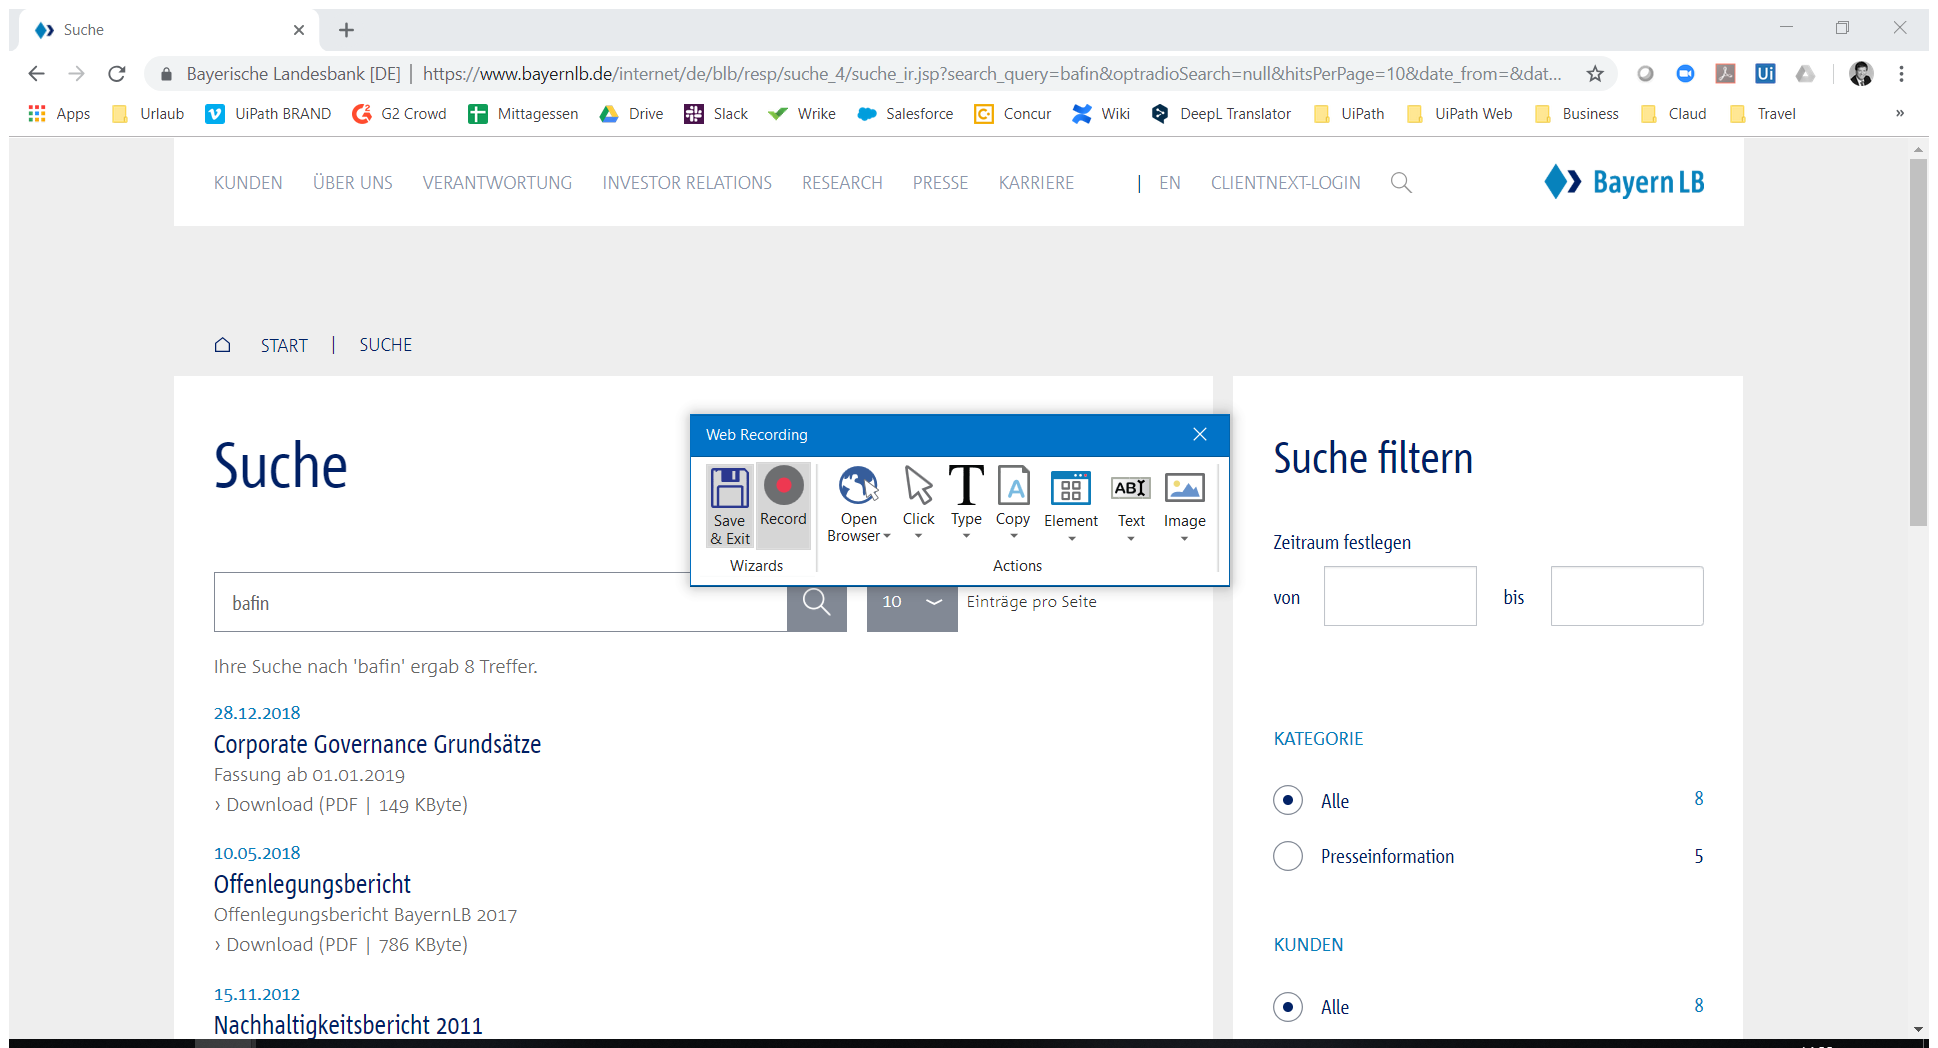 Suche
Bayerische Landesbank [DE] | https://www.bayernlb.de/internet/de/blb/resp/suche_4/suche_ir.jsp?search_query=bafin&optradioSearch=null&hitsPerPage=10&date_from=&dat...
Apps Urlaub UiPath BRAND G2 Crowd Mittagessen Drive Slack Wrike Salesforce Concur Wiki DeepL Translator UiPath UiPath Web Business Claud Travel »
KUNDEN ÜBER UNS VERANTWORTUNG INVESTOR RELATIONS RESEARCH PRESSE KARRIERE | EN CLIENTNEXT-LOGIN Bayern LB
START | SUCHE
Suche
Web Recording
Save & Exit
Record
Wizards
Open Browser
Click
Type
Copy
Element
Text
Image
Actions
bafin
10 Einträge pro Seite
Ihre Suche nach 'bafin' ergab 8 Treffer.
28.12.2018
Corporate Governance Grundsätze
Fassung ab 01.01.2019
› Download (PDF | 149 KByte)
10.05.2018
Offenlegungsbericht
Offenlegungsbericht BayernLB 2017
› Download (PDF | 786 KByte)
15.11.2012
Nachhaltigkeitsbericht 2011
Suche filtern
Zeitraum festlegen
von bis
KATEGORIE
Alle 8
Presseinformation 5
KUNDEN
Alle 8